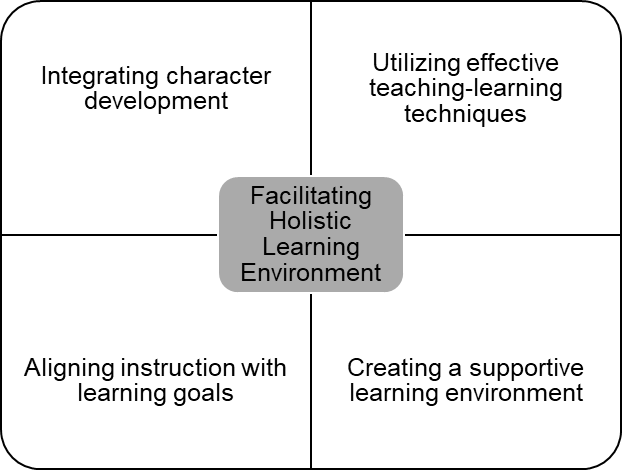 Integrating character
development
Utilizing effective
teaching-learning
techniques
Facilitating
Holistic
Learning
Environment
Aligning instruction with
learning goals
Creating a supportive
learning environment